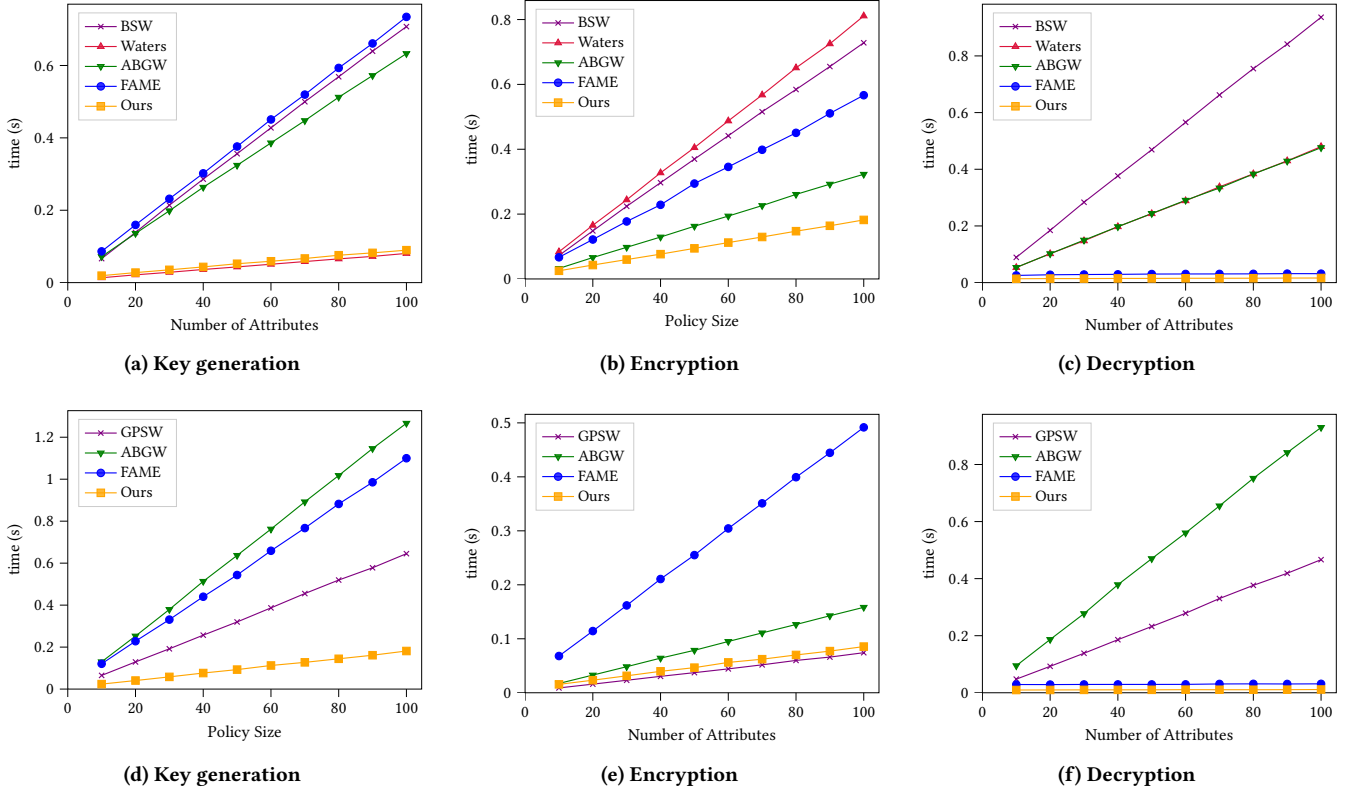 BSW
Waters
ABGW
FAME
Ours
time (s)
0.6
0.4
0.2
0
0 20 40 60 80 100
Number of Attributes
(a) Key generation
BSW
Waters
ABGW
FAME
Ours
time (s)
0.8
0.6
0.4
0.2
0
0 20 40 60 80 100
Policy Size
(b) Encryption
BSW
Waters
ABGW
FAME
Ours
time (s)
0.8
0.6
0.4
0.2
0
0 20 40 60 80 100
Number of Attributes
(c) Decryption
GPSW
ABGW
FAME
Ours
time (s)
1.2
1
0.8
0.6
0.4
0.2
0
0 20 40 60 80 100
Policy Size
(d) Key generation
GPSW
ABGW
FAME
Ours
time (s)
0.5
0.4
0.3
0.2
0.1
0
0 20 40 60 80 100
Number of Attributes
(e) Encryption
GPSW
ABGW
FAME
Ours
time (s)
0.8
0.6
0.4
0.2
0
0 20 40 60 80 100
Number of Attributes
(f) Decryption